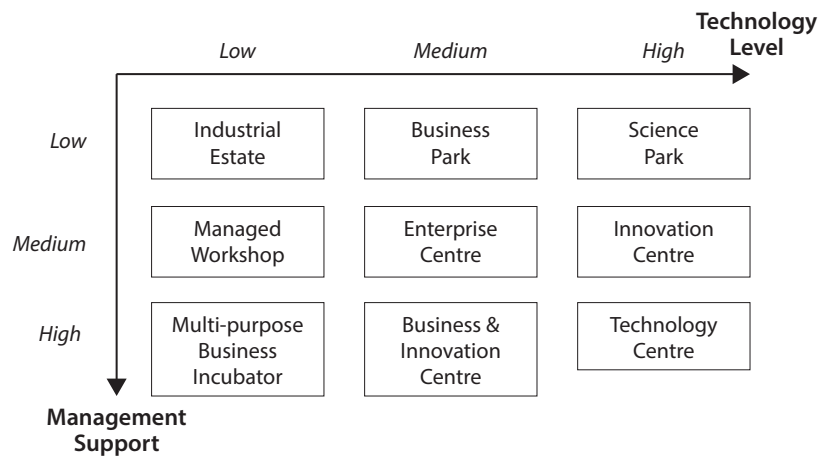 Technology
Level
Low
Medium
High
Low
Industrial
Estate
Business
Park
Science
Park
Medium
Managed
Workshop
Enterprise
Centre
Innovation
Centre
High
Multi-purpose
Business
Incubator
Business &
Innovation
Centre
Technology
Centre
Management
Support